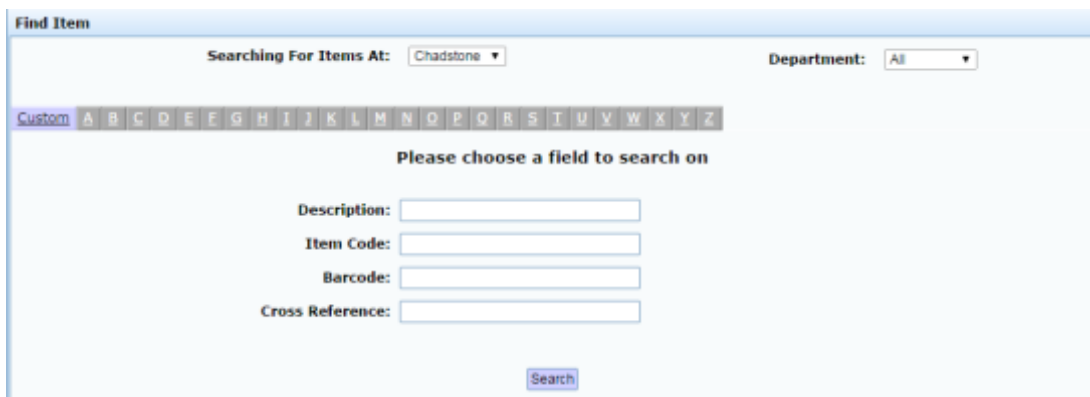 Find Item
Searching For Items At: Chadstone Department: All
Custom A B C D E F G H I J K L M N O P Q R S T U V W X Y Z
Please choose a field to search on
Description:
Item Code:
Barcode:
Cross Reference:
Search